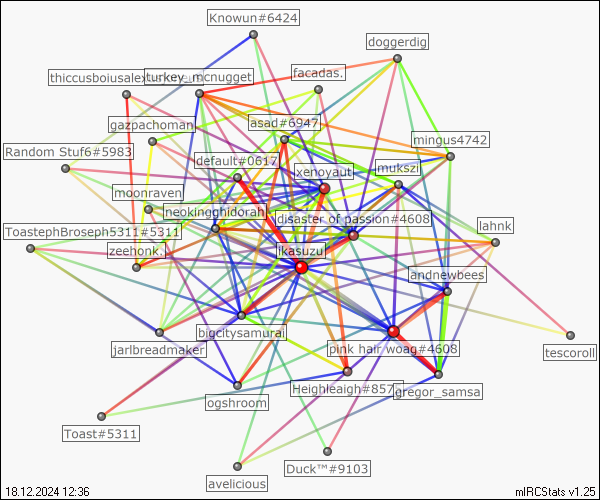 Knowun#6424
doggerdig
turkey_mcnugget
facadas.
gazpachoman
asad#6947
mingus4742
Random Stuf6#5983
default#0617
xenoyaut
mukszi
moonraven
neokingghidorah
disaster of passion#4608
lahnk
ToastephBroseph5311#5311
zeehonk.
ikasuzu
andnewbees
bigcitysamurai
jarlbreadmaker
pink hair woag#4608
tescoroll
Heighleaigh#857
gregor_samsa
ogshroom
Toast#5311
avelicious
Duck™#9103
18.12.2024 12:36
mIRCStats v1.25